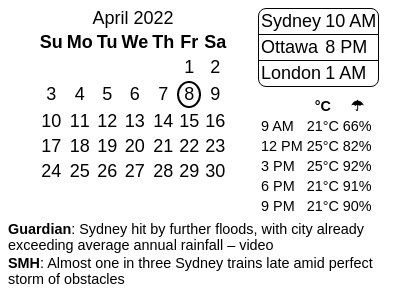 April 2022
Su Mo Tu We Th Fr Sa
1 2
3 4 5 6 7 8 9
10 11 12 13 14 15 16
17 18 19 20 21 22 23
24 25 26 27 28 29 30
Sydney 10 AM
Ottawa 8 PM
London 1 AM
°C ☂
9 AM 21°C 66%
12 PM 25°C 82%
3 PM 25°C 92%
6 PM 21°C 91%
9 PM 21°C 90%
Guardian: Sydney hit by further floods, with city already
exceeding average annual rainfall – video
SMH: Almost one in three Sydney trains late amid perfect
storm of obstacles